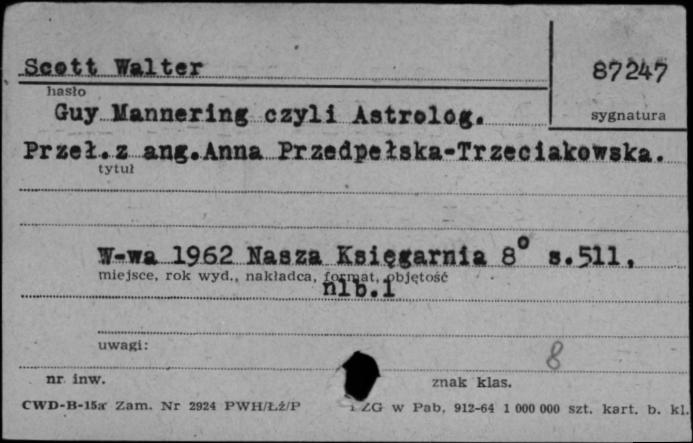 Scott Walter
87247
hasło
sygnatura
Guy Mannering czyli Astrolog.
Przeł.z ang.Anna Przedpełska-Trzeciakowska.
tytuł
W-wa 1962 Nasza Księgarnia 8° s.511,
miejsce, rok wyd., nakładca, format, objętość
nlb.1
uwagi:
8
nr inw.
znak klas.
CWD-B-15a Zam. Nr 2924 PWH/Łź/P
ZG w Pab, 912-64 1 000 000 szt. kart. b. kl.